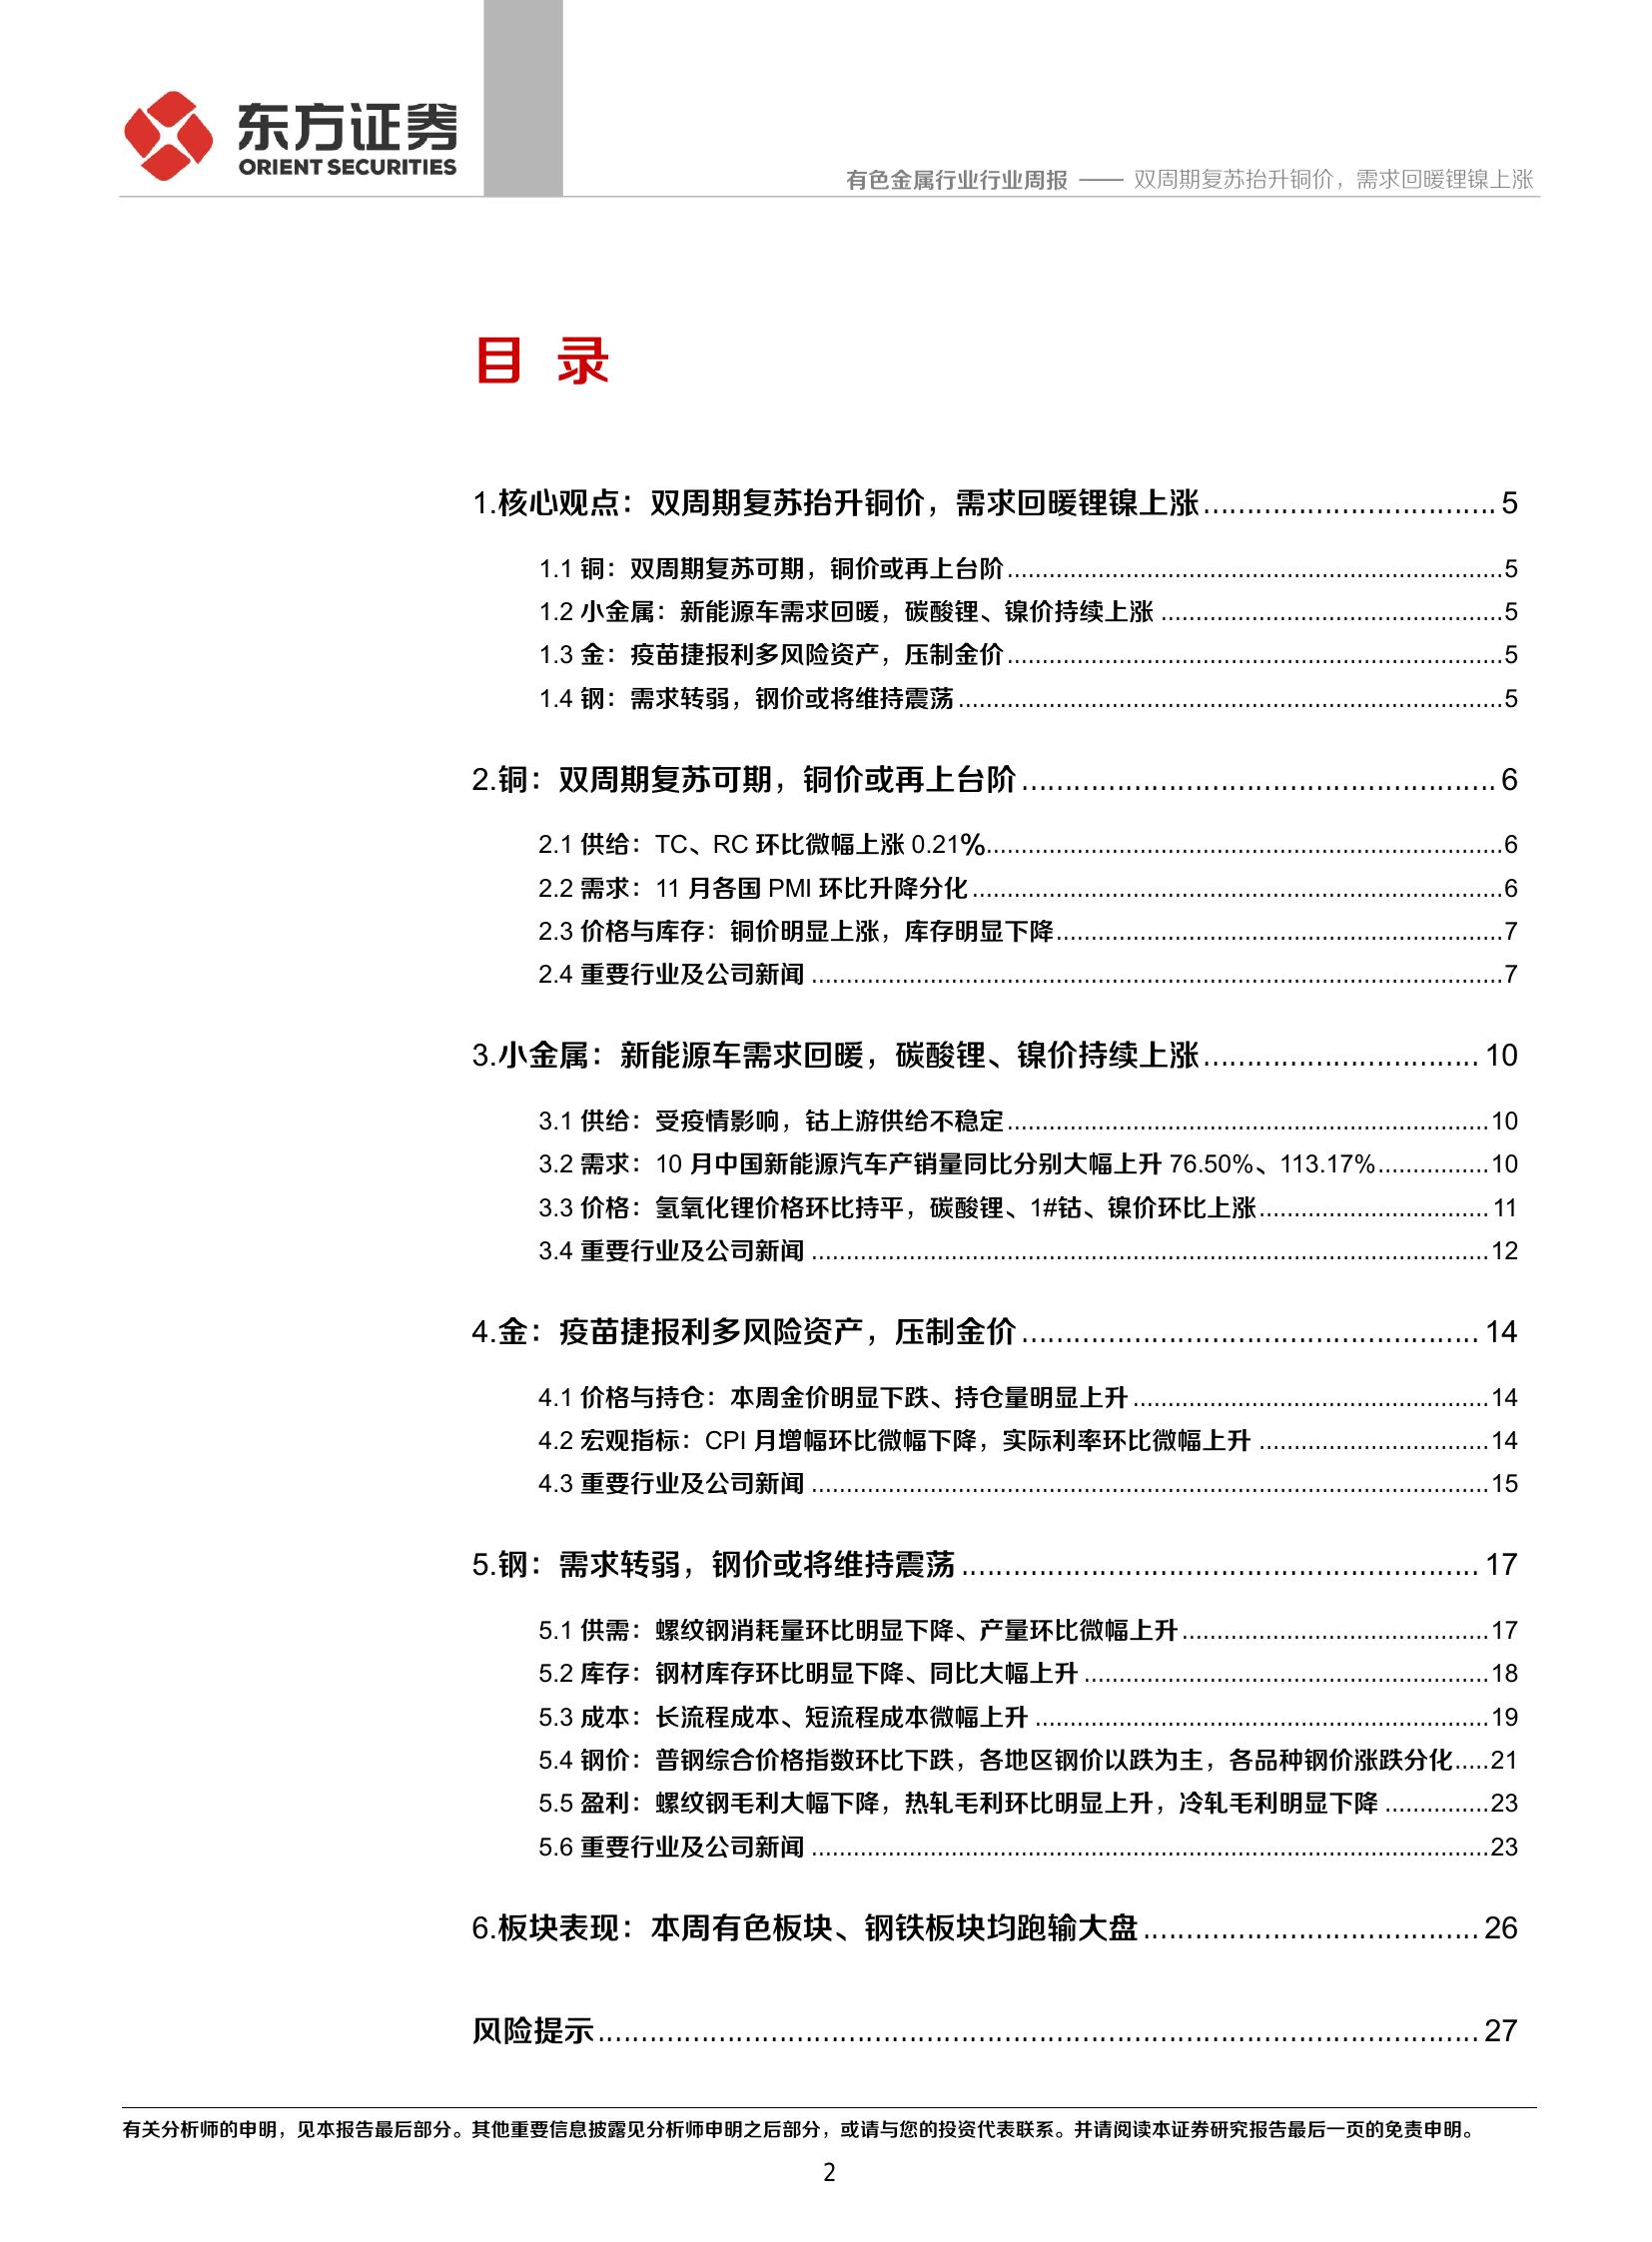 东方证券
ORIENT SECURITIES
有色金属行业行业周报 —— 双周期复苏抬升铜价，需求回暖锂镍上涨
目 录
1.核心观点：双周期复苏抬升铜价，需求回暖锂镍上涨.................................. 5
1.1 铜：双周期复苏可期，铜价或再上台阶.......................................................................5
1.2 小金属：新能源车需求回暖，碳酸锂、镍价持续上涨 .................................................5
1.3 金：疫苗捷报利多风险资产，压制金价.......................................................................5
1.4 钢：需求转弱，钢价或将维持震荡 ..............................................................................5
2.铜：双周期复苏可期，铜价或再上台阶 ....................................................... 6
2.1 供给：TC、RC 环比微幅上涨 0.21%..........................................................................6
2.2 需求：11 月各国 PMI 环比升降分化............................................................................6
2.3 价格与库存：铜价明显上涨，库存明显下降................................................................7
2.4 重要行业及公司新闻 ...................................................................................................7
3.小金属：新能源车需求回暖，碳酸锂、镍价持续上涨................................ 10
3.1 供给：受疫情影响，钴上游供给不稳定.....................................................................10
3.2 需求：10 月中国新能源汽车产销量同比分别大幅上升 76.50%、113.17%................10
3.3 价格：氢氧化锂价格环比持平，碳酸锂、1#钴、镍价环比上涨................................. 11
3.4 重要行业及公司新闻 .................................................................................................12
4.金：疫苗捷报利多风险资产，压制金价..................................................... 14
4.1 价格与持仓：本周金价明显下跌、持仓量明显上升 ...................................................14
4.2 宏观指标：CPI 月增幅环比微幅下降，实际利率环比微幅上升 .................................14
4.3 重要行业及公司新闻 .................................................................................................15
5.钢：需求转弱，钢价或将维持震荡 ............................................................ 17
5.1 供需：螺纹钢消耗量环比明显下降、产量环比微幅上升............................................17
5.2 库存：钢材库存环比明显下降、同比大幅上升 ..........................................................18
5.3 成本：长流程成本、短流程成本微幅上升 .................................................................19
5.4 钢价：普钢综合价格指数环比下跌，各地区钢价以跌为主，各品种钢价涨跌分化.....21
5.5 盈利：螺纹钢毛利大幅下降，热轧毛利环比明显上升，冷轧毛利明显下降 ...............23
5.6 重要行业及公司新闻 .................................................................................................23
6.板块表现：本周有色板块、钢铁板块均跑输大盘....................................... 26
风险提示....................................................................................................... 27
有关分析师的申明，见本报告最后部分。其他重要信息披露见分析师申明之后部分，或请与您的投资代表联系。并请阅读本证券研究报告最后一页的免责申明。
2